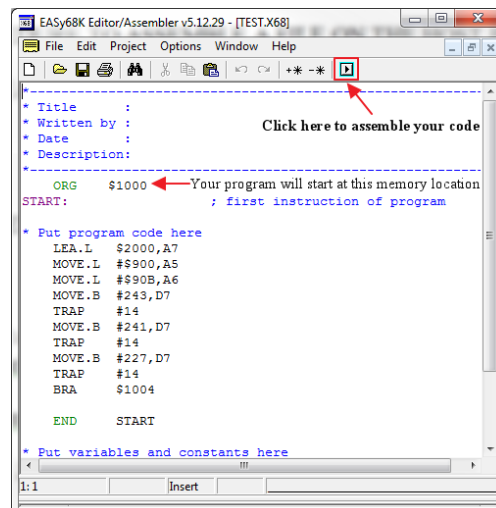 EASy68K Editor/Assembler v5.12.29 - [TEST.X68]
File Edit Project Options Window Help
*---------------------------------------------------------------
* Title      :
* Written by :
Click here to assemble your code
* Date       :
* Description:
*---------------------------------------------------------------
ORG $1000 Your program will start at this memory location
START: ; first instruction of program
* Put program code here
LEA.L $2000,A7
MOVE.L #$900,A5
MOVE.L #$90B,A6
MOVE.B #243,D7
TRAP #14
MOVE.B #241,D7
TRAP #14
MOVE.B #227,D7
TRAP #14
BRA $1004
END START
* Put variables and constants here
1: 1 Insert